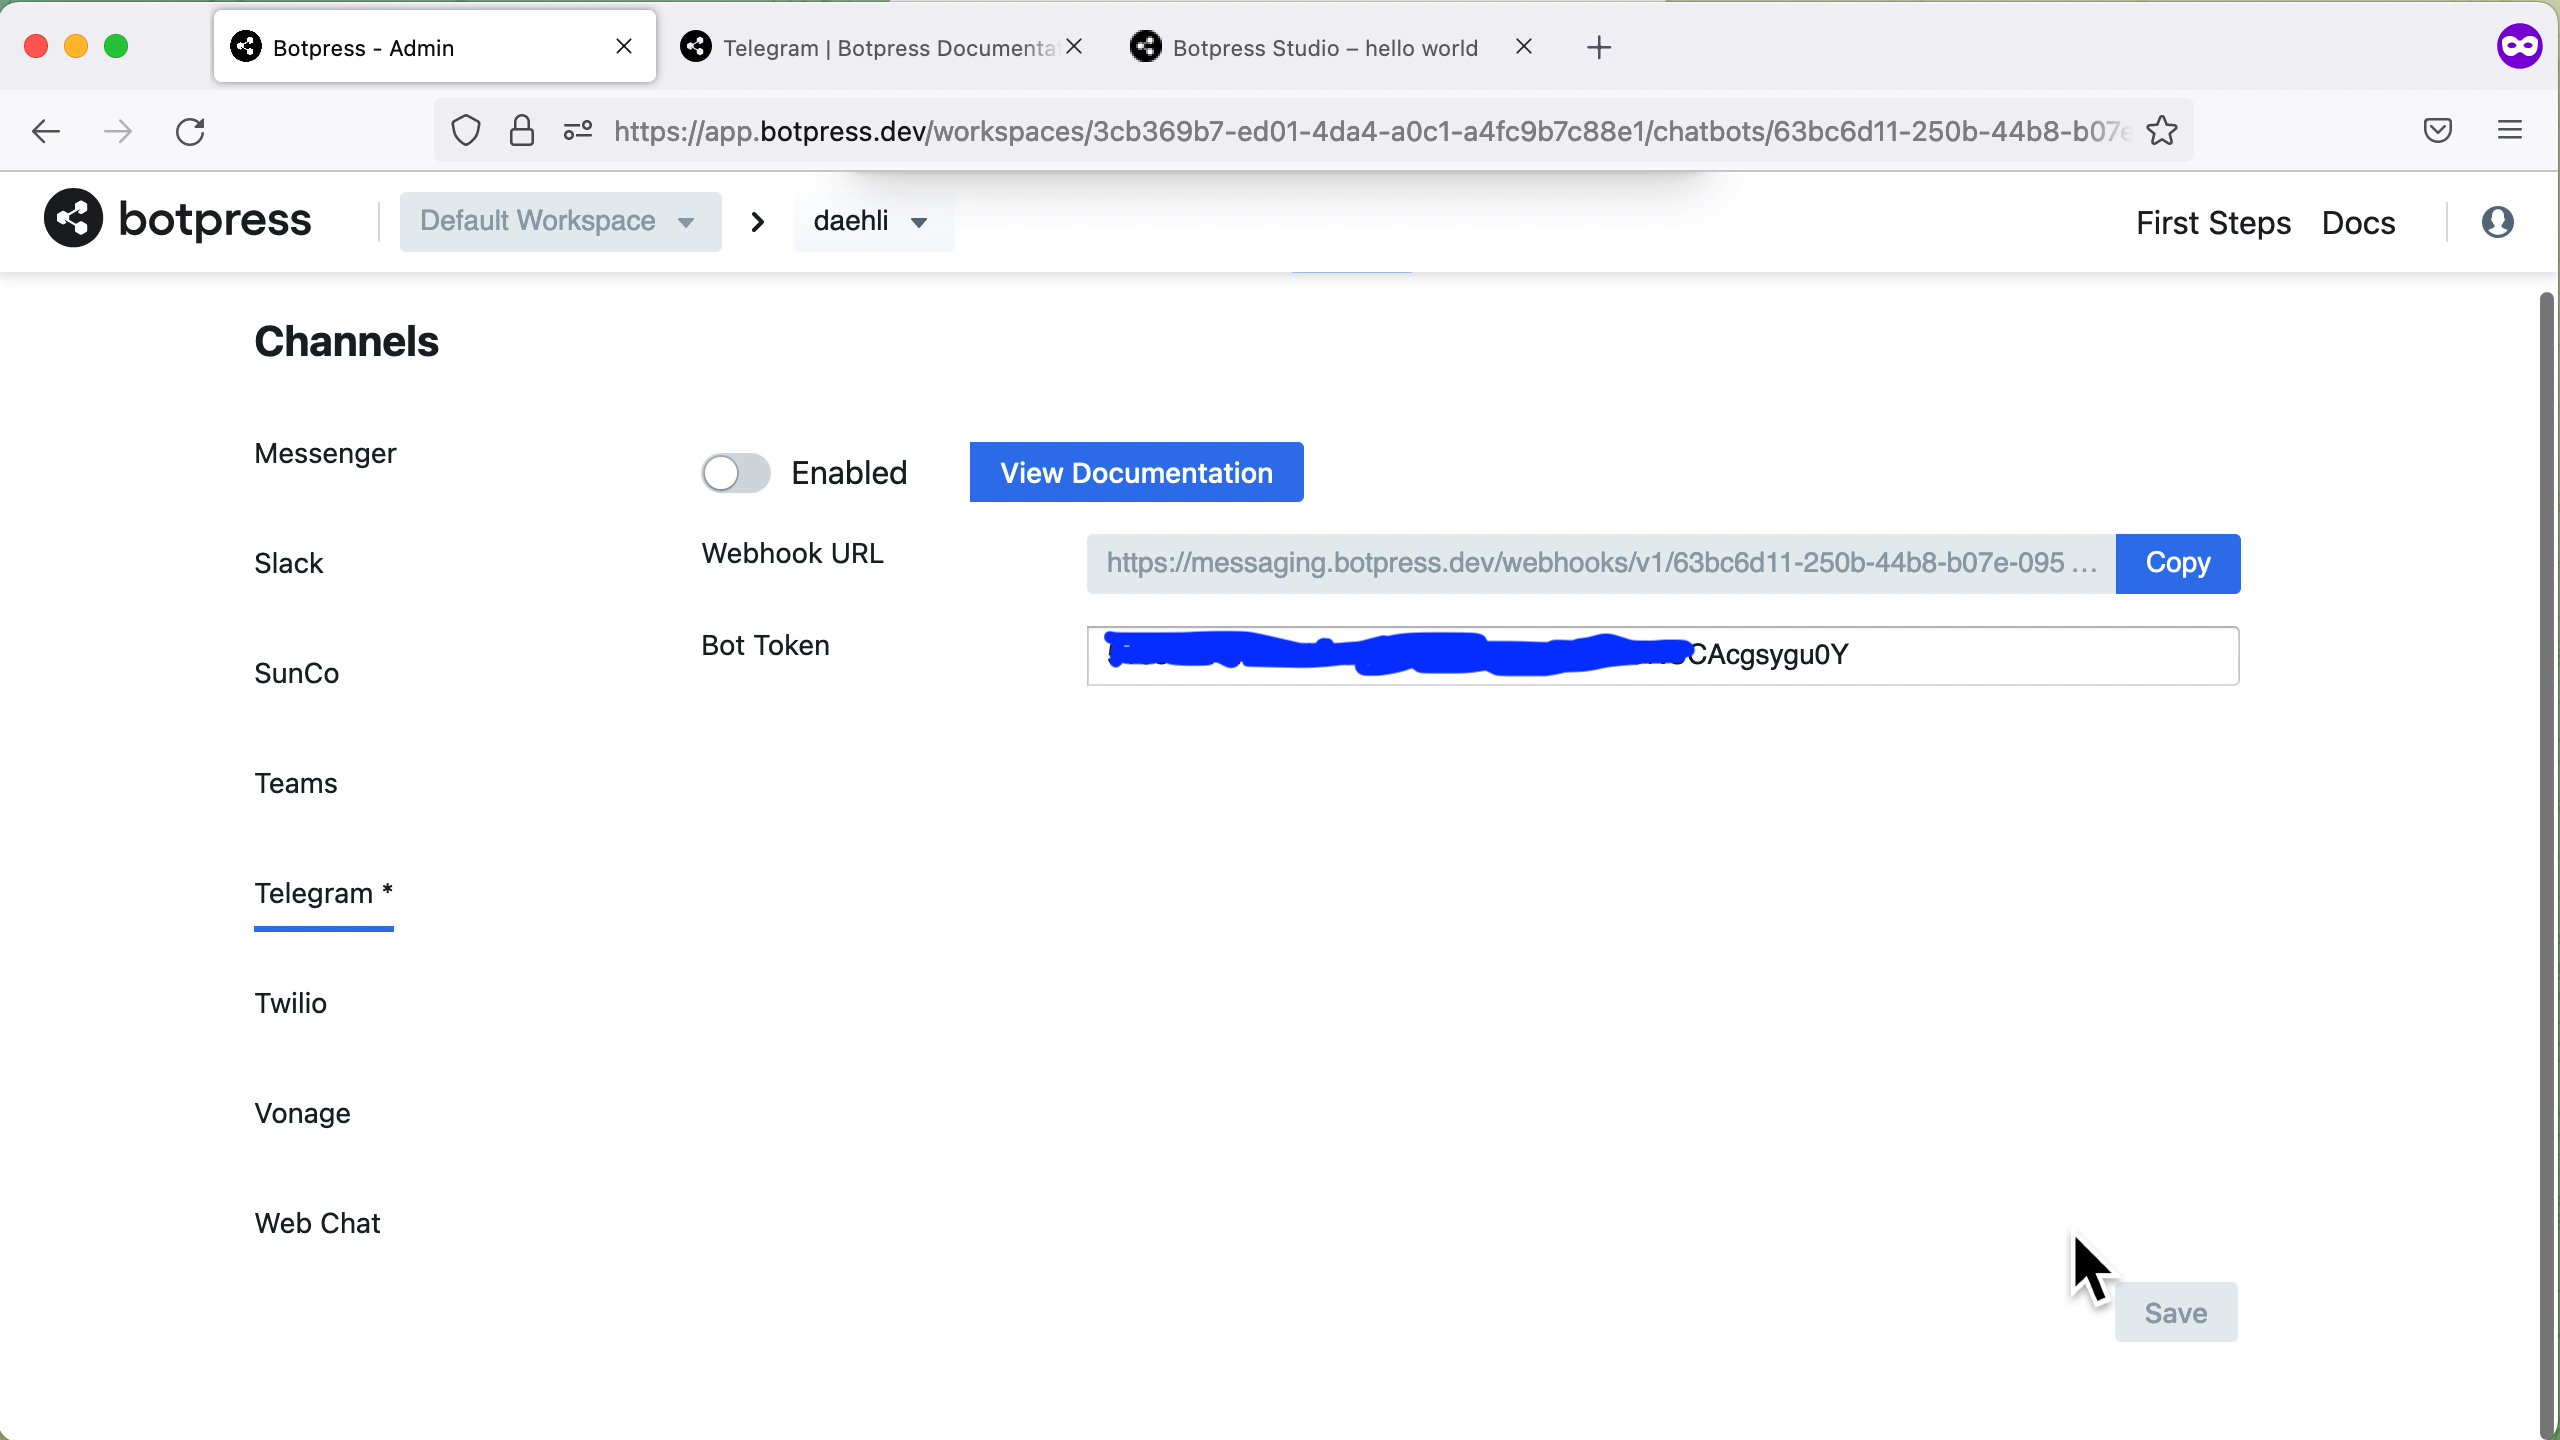 Botpress - Admin
Telegram | Botpress Documenta
Botpress Studio – hello world
https://app.botpress.dev/workspaces/3cb369b7-ed01-4da4-a0c1-a4fc9b7c88e1/chatbots/63bc6d11-250b-44b8-b07e
botpress
Default Workspace
daehli
First Steps
Docs
Channels
Messenger
Enabled
View Documentation
Webhook URL
https://messaging.botpress.dev/webhooks/v1/63bc6d11-250b-44b8-b07e-095 ...
Copy
Slack
Bot Token
CAcgsygu0Y
SunCo
Teams
Telegram *
Twilio
Vonage
Web Chat
Save